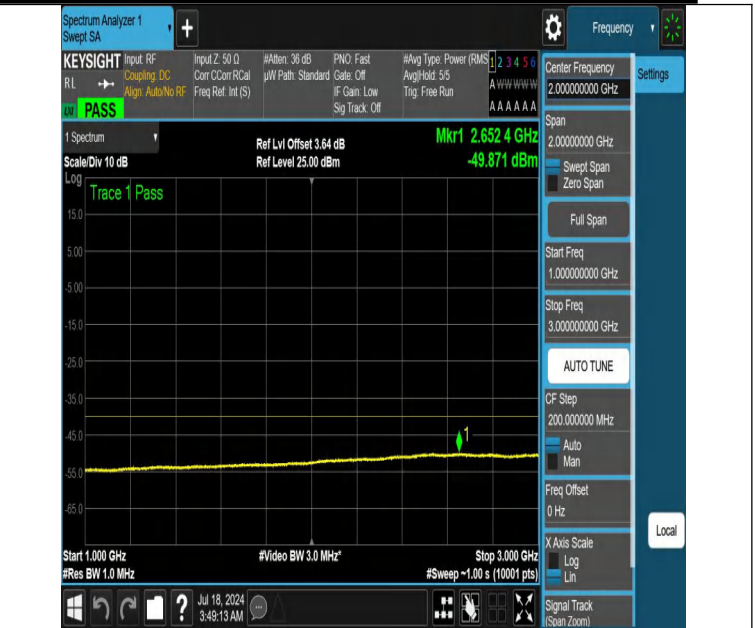 Spectrum Analyzer 1
Swept SA
+
Frequency
KEYSIGHT
RL
PASS
Input: RF
Coupling: DC
Align: Auto/No RF
Input Z: 50 Ω
Corr CCorr RCal
Freq Ref: Int (S)
#Atten: 36 dB
µW Path: Standard
PNO: Fast
Gate: Off
IF Gain: Low
Sig Track: Off
#Avg Type: Power (RMS)
Avg|Hold: 5/5
Trig: Free Run
1 2 3 4 5 6
A W W W W W
A A A A A A
1 Spectrum
Scale/Div 10 dB
Ref Lvl Offset 3.64 dB
Ref Level 25.00 dBm
Mkr1 2.652 4 GHz
-49.871 dBm
Log
Trace 1 Pass
15.0
5.00
-5.00
-15.0
-25.0
-35.0
-45.0
-55.0
-65.0
1
Start 1.000 GHz
#Res BW 1.0 MHz
#Video BW 3.0 MHz*
Stop 3.000 GHz
#Sweep ~1.00 s (10001 pts)
Jul 18, 2024
3:49:13 AM
Center Frequency
2.000000000 GHz
Settings
Span
2.00000000 GHz
Swept Span
Zero Span
Full Span
Start Freq
1.000000000 GHz
Stop Freq
3.000000000 GHz
AUTO TUNE
CF Step
200.000000 MHz
Auto
Man
Freq Offset
0 Hz
X Axis Scale
Log
Lin
Local
Signal Track
(Span Zoom)